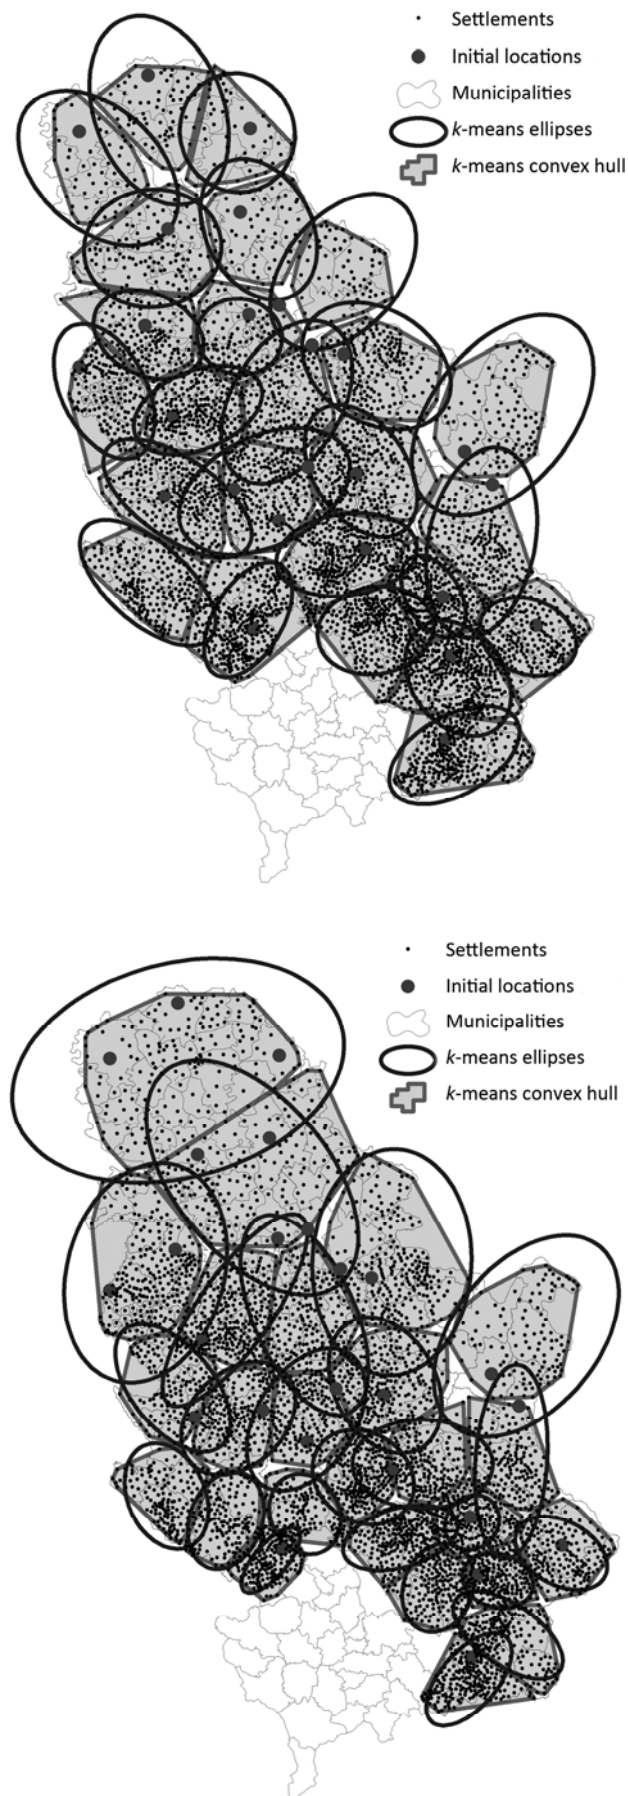 Settlements
Initial locations
Municipalities
k-means ellipses
k-means convex hull
Settlements
Initial locations
Municipalities
k-means ellipses
k-means convex hull